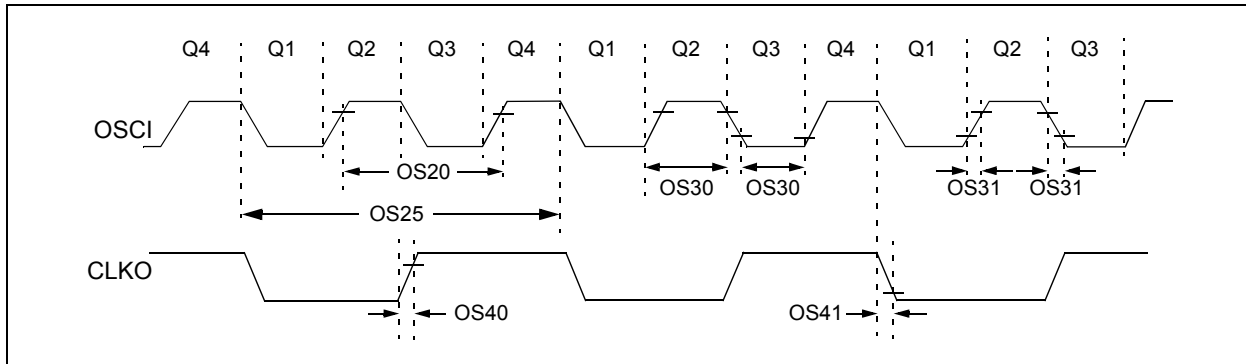 Q4 Q1 Q2 Q3 Q4 Q1 Q2 Q3 Q4 Q1 Q2 Q3
OSCI
OS20
OS30 OS30
OS31 OS31
OS25
CLKO
OS40
OS41